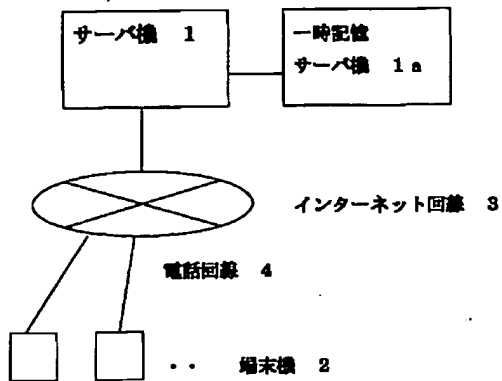 サーバ機 1
一時記憶
サーバ機 1a
インターネット回線 3
電話回線 4
・・ 端末機 2